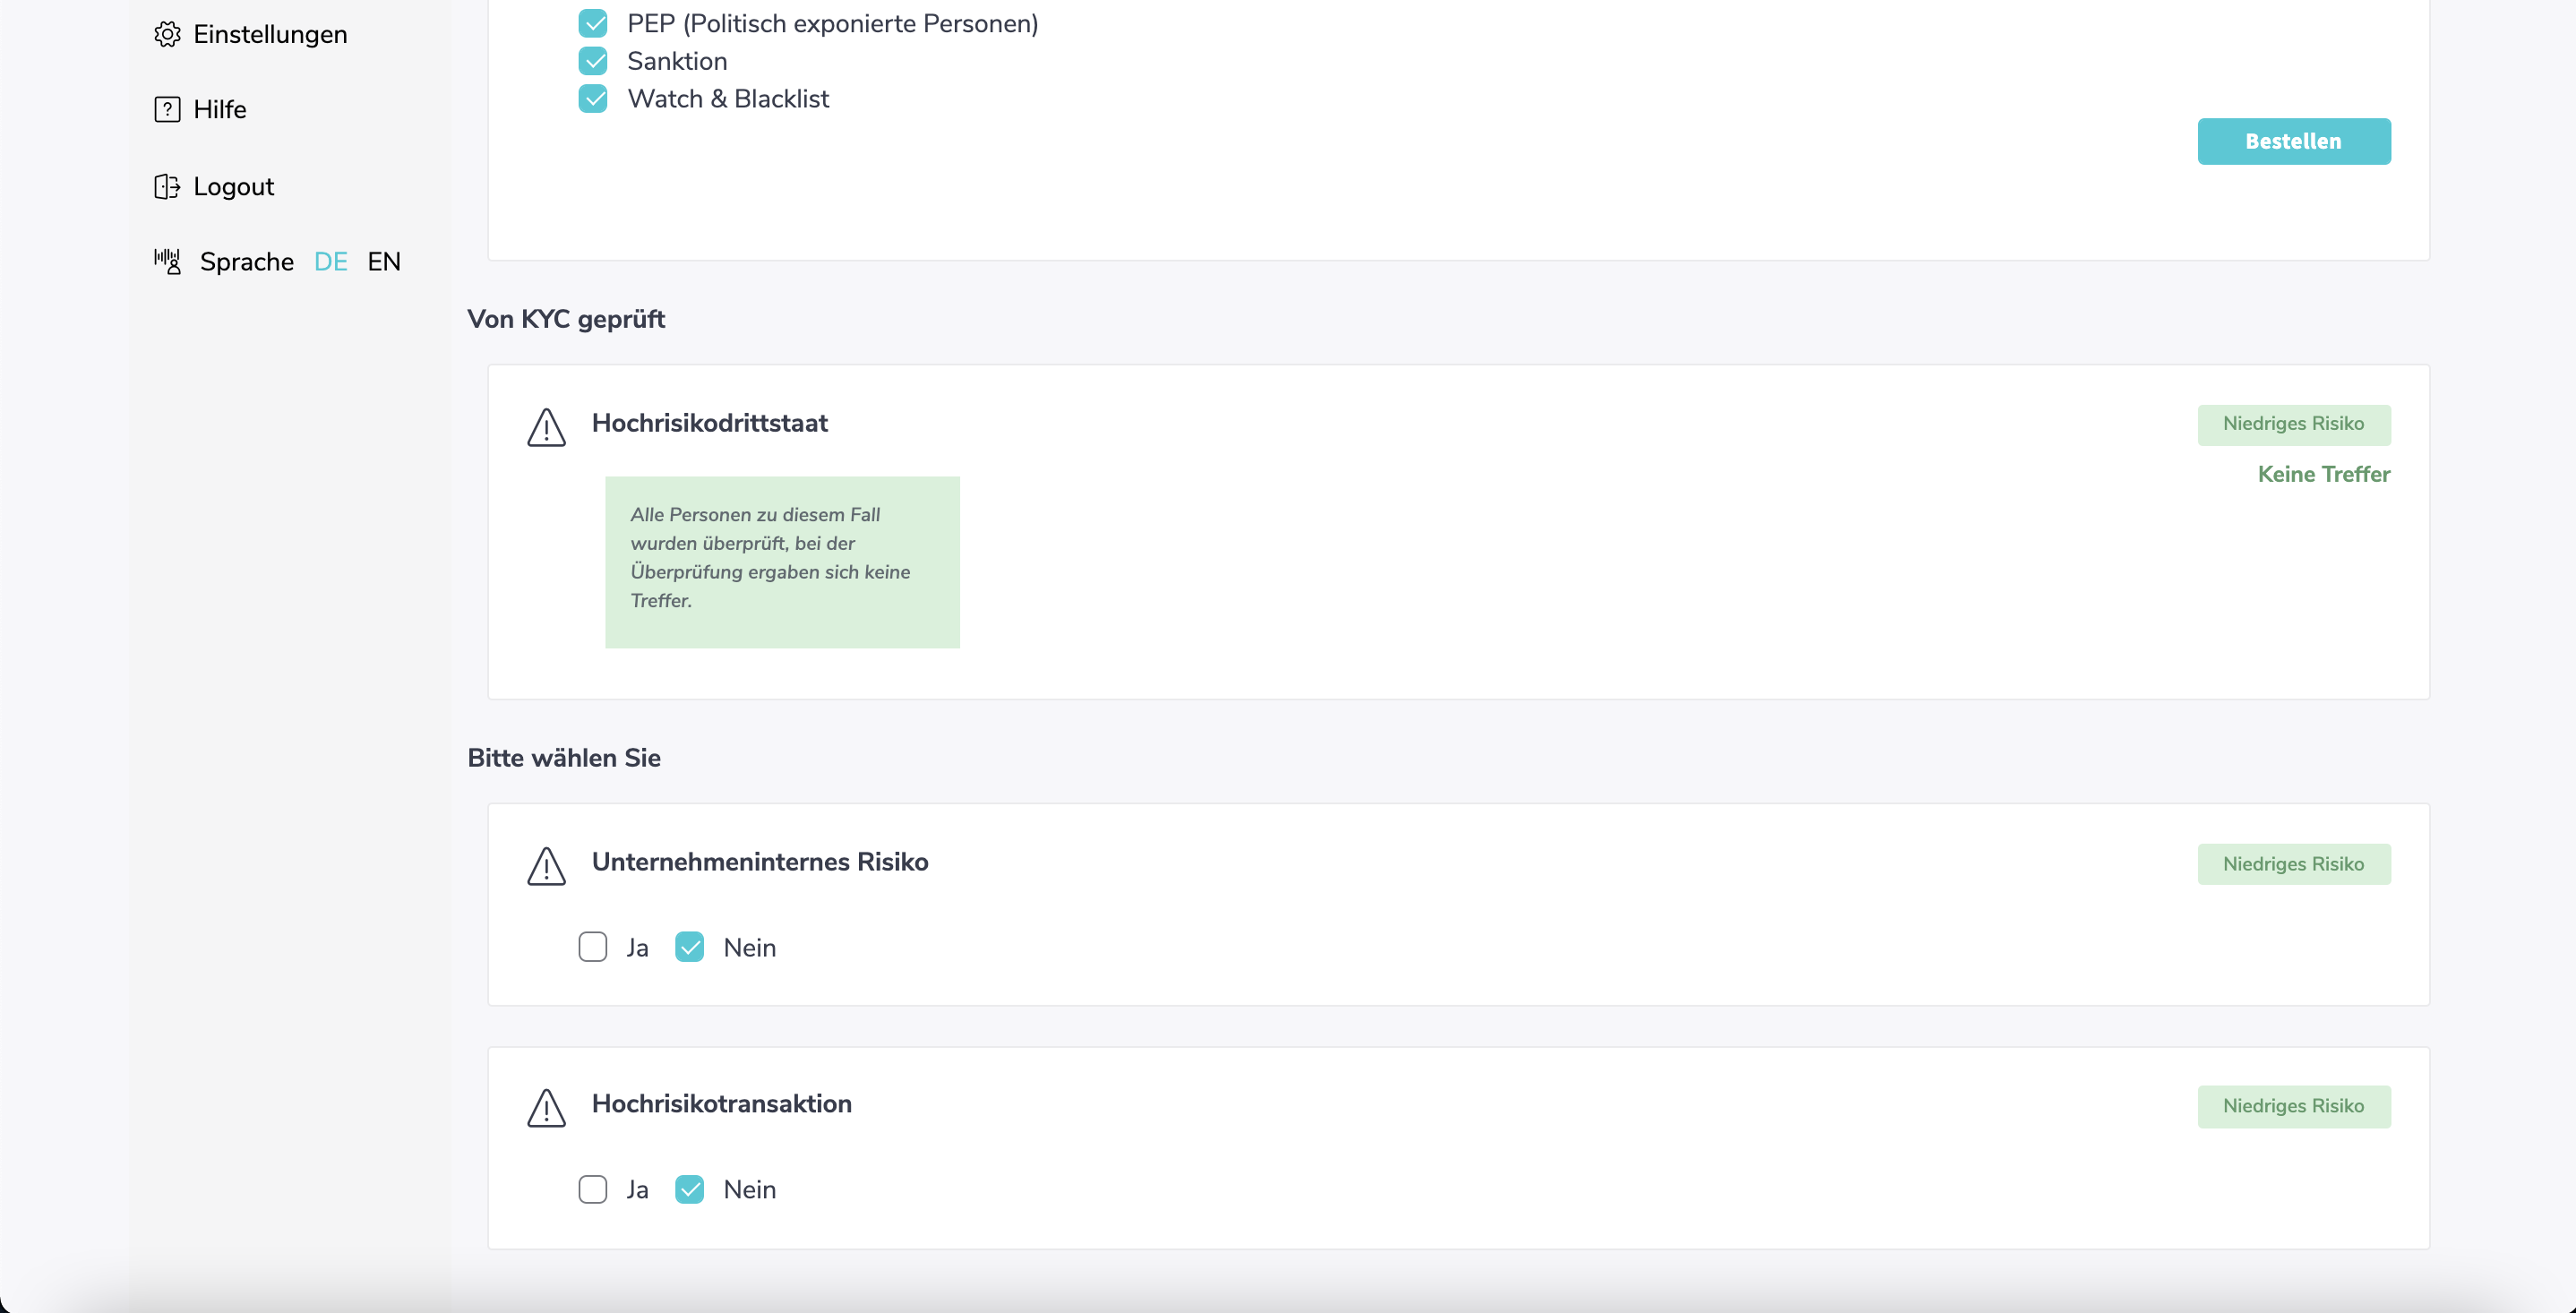 Einstellungen
Hilfe
Logout
Sprache DE EN
PEP (Politisch exponierte Personen)
Sanktion
Watch & Blacklist
Bestellen
Von KYC geprüft
Hochrisikodrittstaat
Niedriges Risiko
Keine Treffer
Alle Personen zu diesem Fall
wurden überprüft, bei der
Überprüfung ergaben sich keine
Treffer.
Bitte wählen Sie
Unternehmeninternes Risiko
Niedriges Risiko
Ja Nein
Hochrisikotransaktion
Niedriges Risiko
Ja Nein